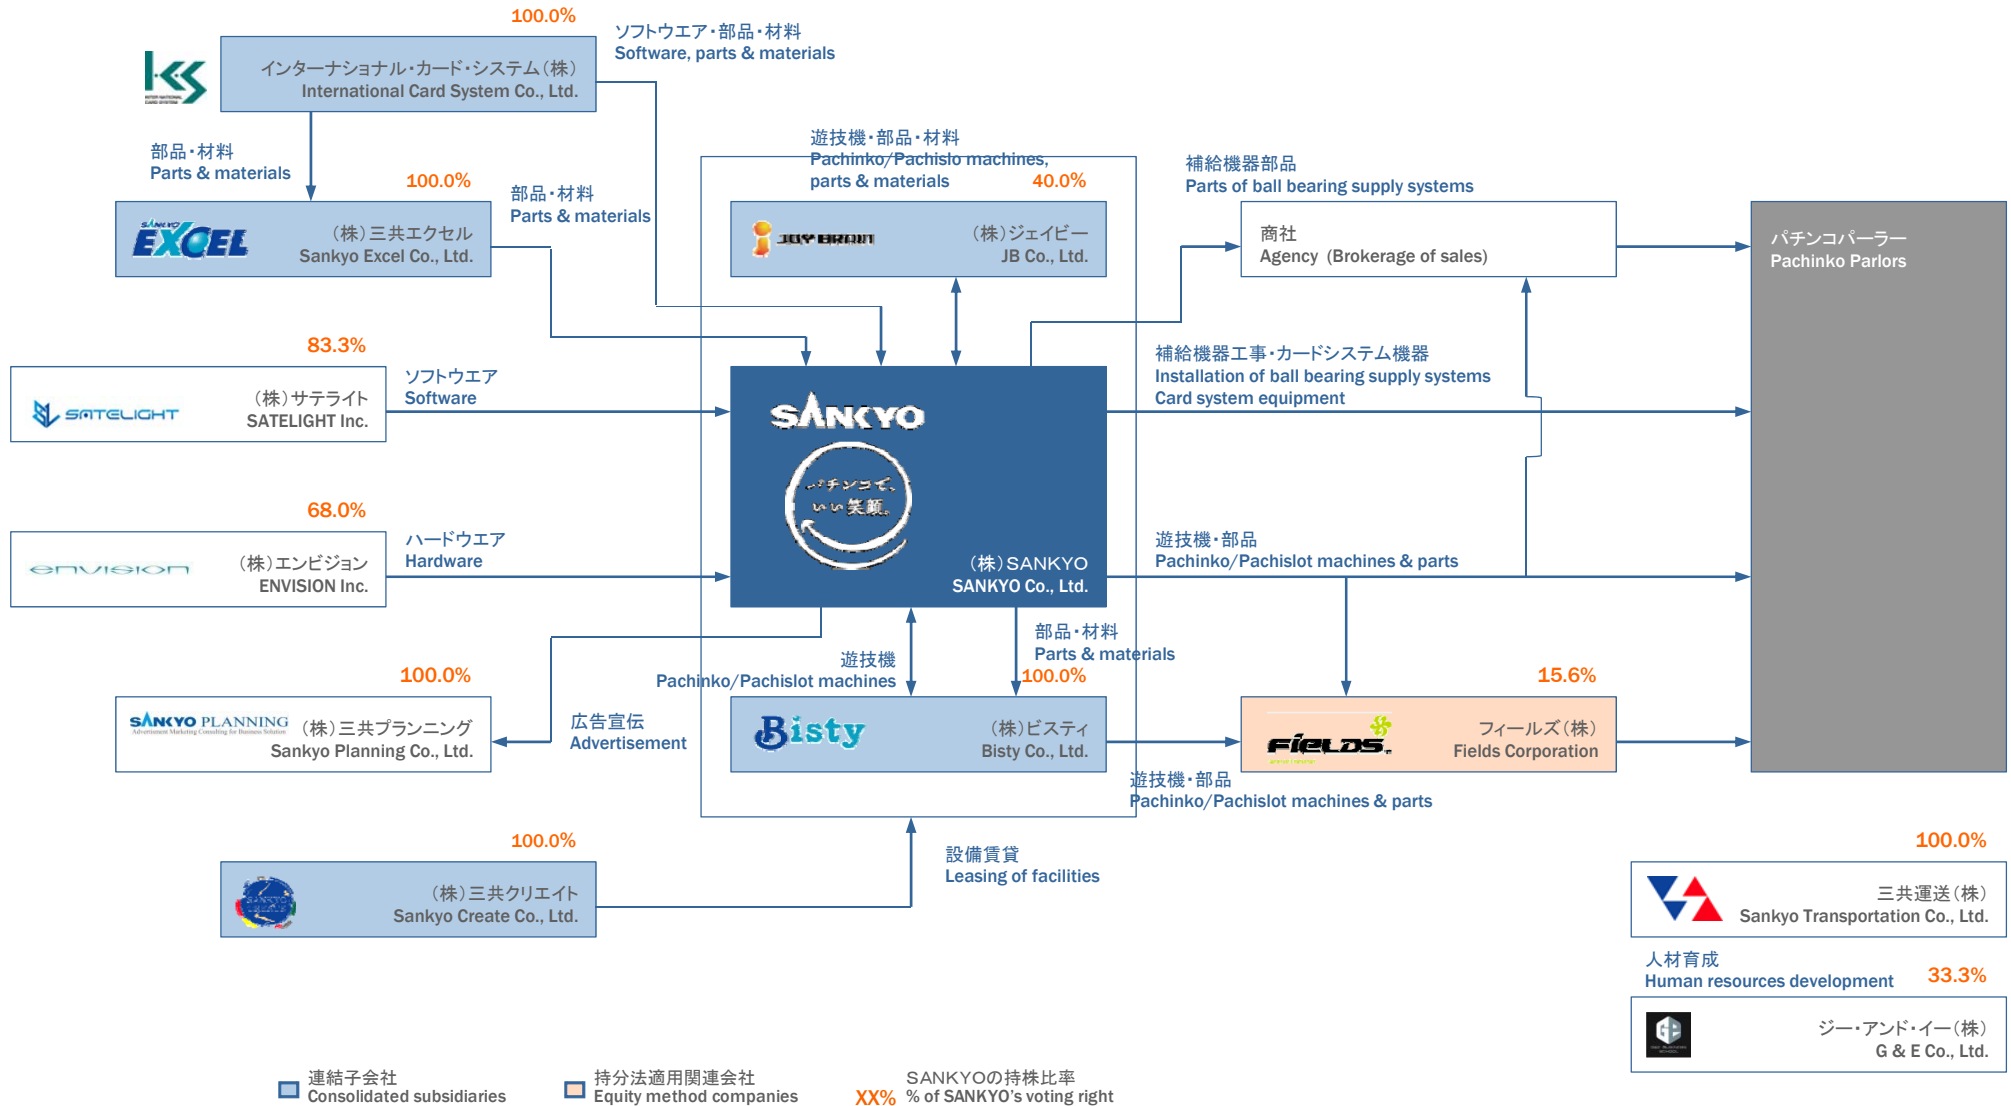 100.0%
ソフトウエア・部品・材料
Software, parts & materials
インターナショナル・カード・システム(株)
International Card System Co., Ltd.
部品・材料
Parts & materials
100.0%
部品・材料
Parts & materials
SANKYO
EXCEL
(株)三共エクセル
Sankyo Excel Co., Ltd.
遊技機・部品・材料
Pachinko/Pachislo machines,
parts & materials
40.0%
JOY BRAIN
(株)ジェイビー
JB Co., Ltd.
補給機器部品
Parts of ball bearing supply systems
商社
Agency (Brokerage of sales)
パチンコパーラー
Pachinko Parlors
83.3%
SATELIGHT
(株)サテライト
SATELIGHT Inc.
ソフトウエア
Software
SANKYO
パチンコで、
いい笑顔。
(株)SANKYO
SANKYO Co., Ltd.
補給機器工事・カードシステム機器
Installation of ball bearing supply systems
Card system equipment
68.0%
envision
(株)エンビジョン
ENVISION Inc.
ハードウエア
Hardware
遊技機・部品
Pachinko/Pachislot machines & parts
遊技機
Pachinko/Pachislot machines
部品・材料
Parts & materials
100.0%
SANKYO PLANNING
Advertisement Marketing Consulting for Business Solution
(株)三共プランニング
Sankyo Planning Co., Ltd.
広告宣伝
Advertisement
100.0%
Bisty
(株)ビスティ
Bisty Co., Ltd.
15.6%
FIELDS
フィールズ(株)
Fields Corporation
遊技機・部品
Pachinko/Pachislot machines & parts
100.0%
(株)三共クリエイト
Sankyo Create Co., Ltd.
設備賃貸
Leasing of facilities
100.0%
三共運送(株)
Sankyo Transportation Co., Ltd.
人材育成
Human resources development
33.3%
ジー・アンド・イー(株)
G & E Co., Ltd.
連結子会社
Consolidated subsidiaries
持分法適用関連会社
Equity method companies
XX%
SANKYOの持株比率
% of SANKYO's voting right